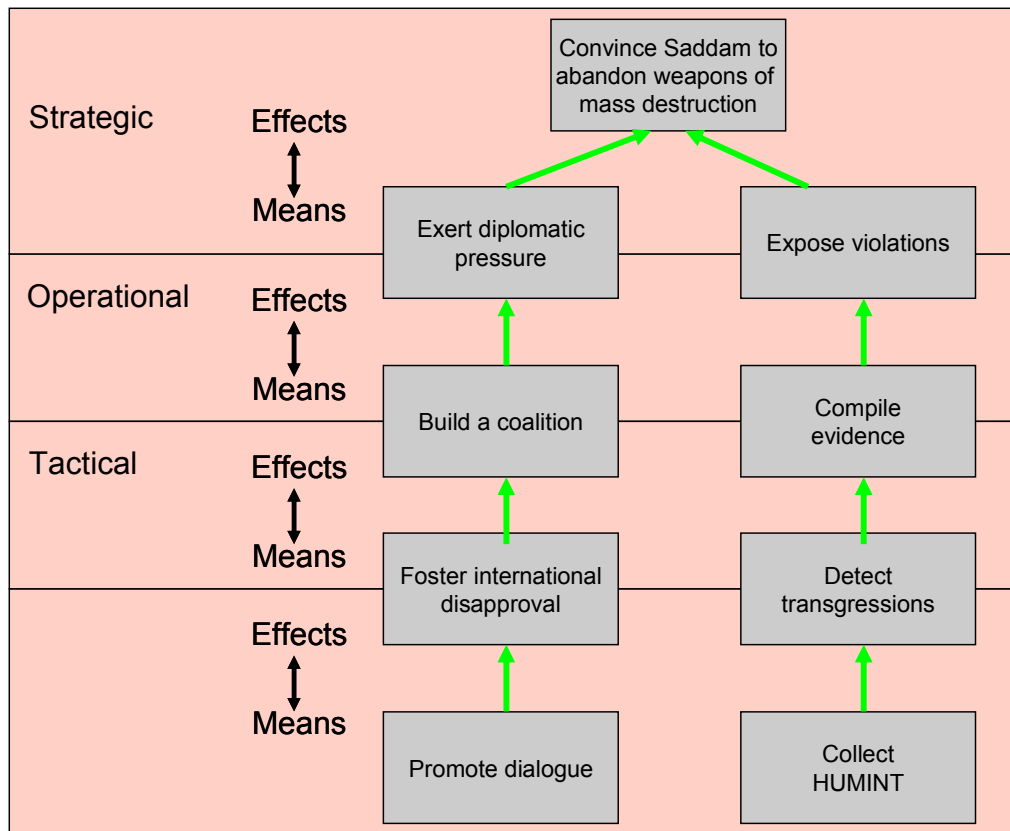 Convince Saddam to
abandon weapons of
mass destruction
Strategic
Effects
Means
Exert diplomatic
pressure
Expose violations
Operational
Effects
Means
Build a coalition
Compile
evidence
Tactical
Effects
Means
Foster international
disapproval
Detect
transgressions
Effects
Means
Promote dialogue
Collect
HUMINT